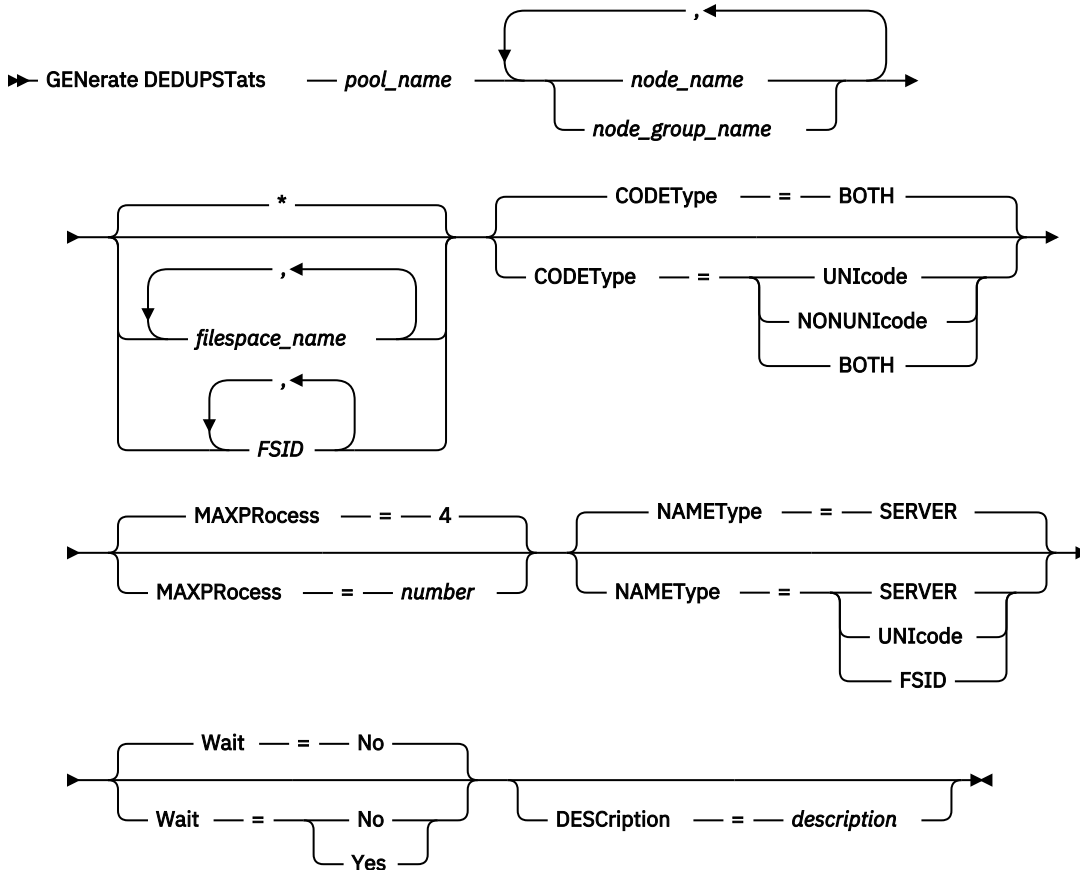 ,
GENerate DEDUPSTats pool_name node_name
node_group_name
*
,
filespace_name
,
FSID
CODEType = BOTH
CODEType = UNIcode
NONUNIcode
BOTH
MAXPRocess = 4
MAXPRocess = number
NAMEType = SERVER
NAMEType = SERVER
UNIcode
FSID
Wait = No
Wait = No
Yes
DESCription = description